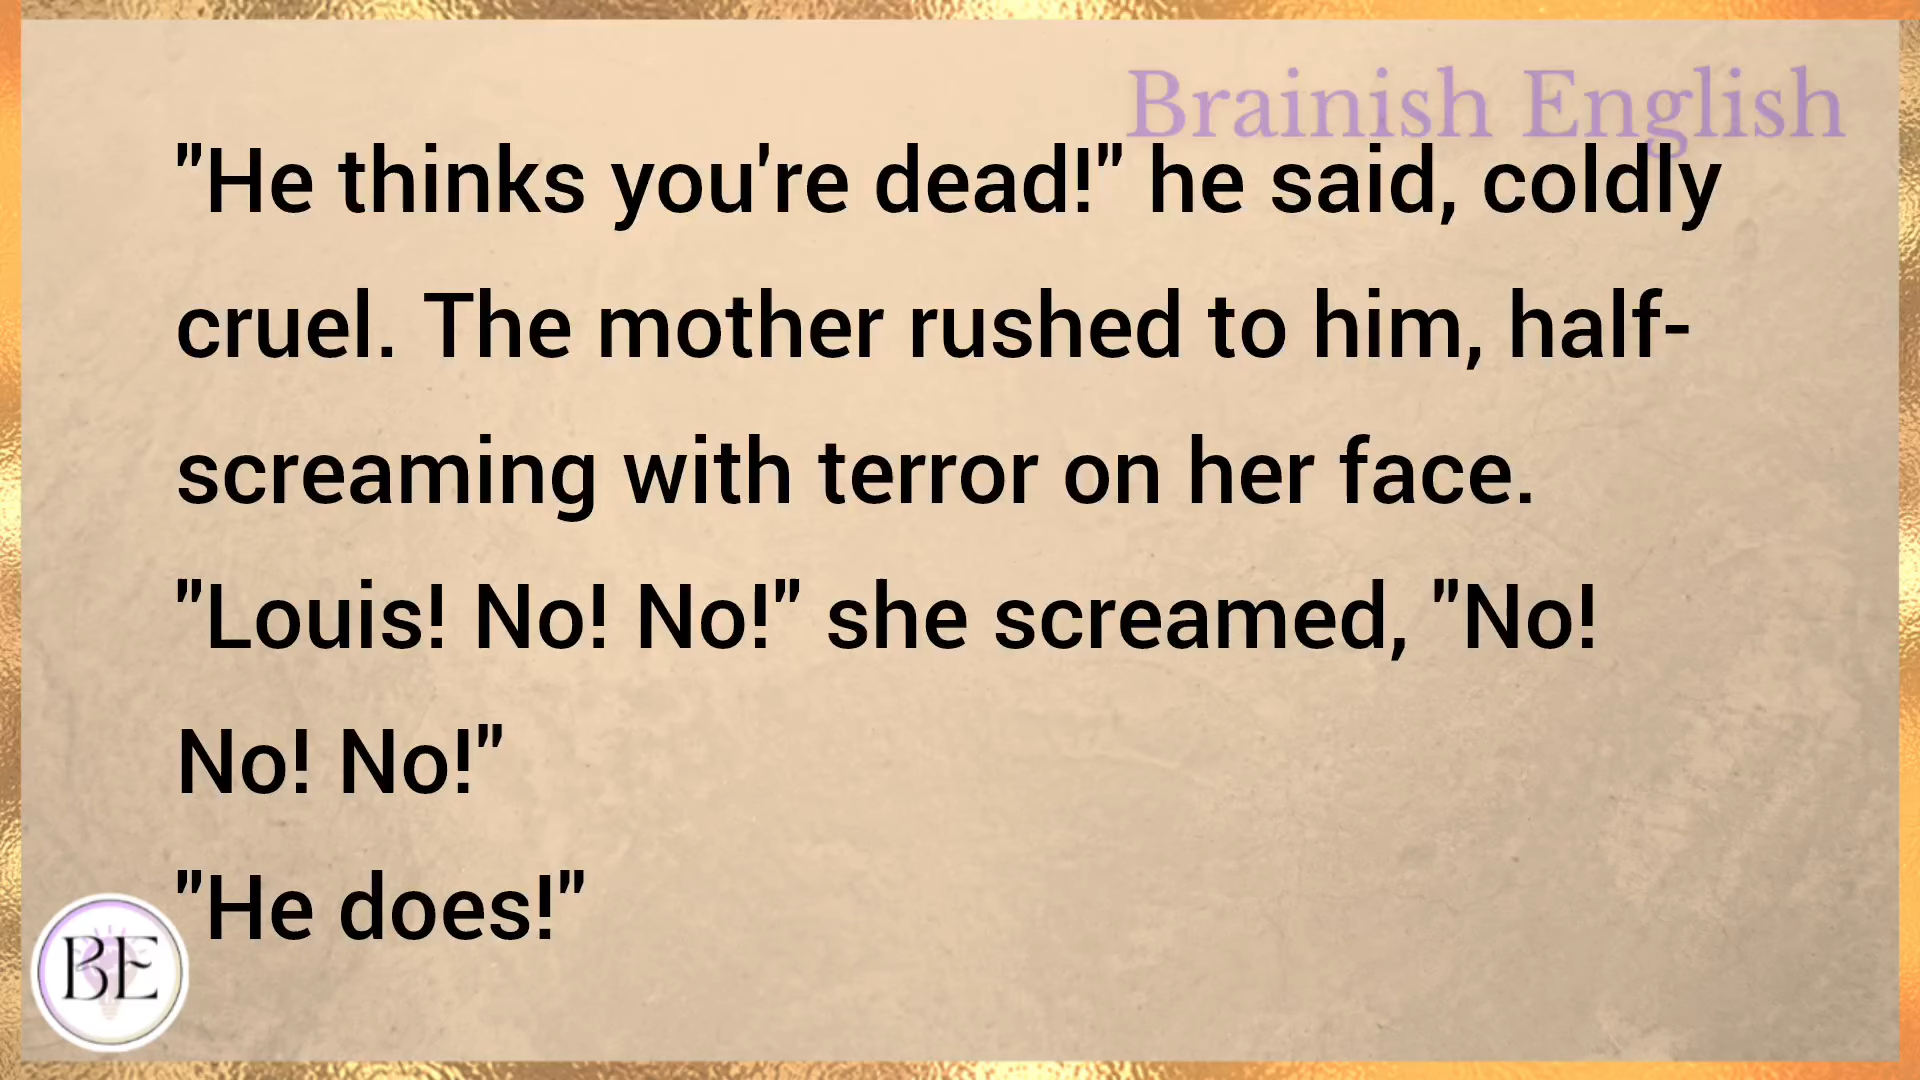 Brainish English
"He thinks you're dead!" he said, coldly
cruel. The mother rushed to him, half-
screaming with terror on her face.
"Louis! No! No!" she screamed, "No!
No! No!"
"He does!"
BE